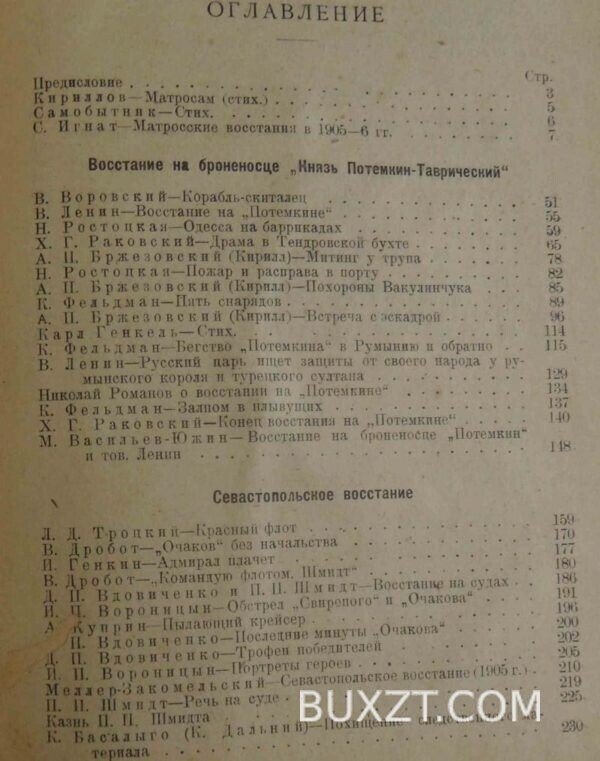 ОГЛАВЛЕНИЕ
Стр.
Предисловие 3
Кириллов—Матросам (стих.) 5
Самобытник—Стих. 6
С. Игнат—Матросские восстания в 1905—6 гг. 7
Восстание на броненосце „Князь Потемкин-Таврический"
В. Воровский—Корабль-скиталец 51
В. Ленин—Восстание на „Потемкине" 55
Н. Ростоцкая—Одесса на баррикадах 59
Х. Г. Раковский—Драма в Тендровской бухте 65
А. П. Бржезовский (Кирилл)—Митинг у трупа 78
Н. Ростоцкая—Пожар и расправа в порту 82
А. П. Бржезовский (Кирилл)—Похороны Вакулинчука 85
К. Фельдман—Пять снарядов 89
А. П. Бржезовский (Кирилл)—Встреча с эскадрой 96
Карл Генкель—Стих. 114
К. Фельдман—Бегство „Потемкина" в Румынию и обратно 115
В. Ленин—Русский царь ищет защиты от своего народа у ру-
мынского короля и турецкого султана 129
Николай Романов о восстании на „Потемкине" 134
К. Фельдман—Залпом в плывущих 137
Х. Г. Раковский—Конец восстания на „Потемкине" 140
М. Васильев-Южин—Восстание на броненосце „Потемкин"
и тов. Ленин 148
Севастопольское восстание
Л. Д. Троцкий—Красный флот 159
В. Дробот—„Очаков" без начальства 170
И. Генкин—Адмирал плачет 177
В. Дробот—„Командую флотом. Шмидт" 180
Д. П. Вдовиченко и П. П. Шмидт—Восстание на судах 186
И. Ч. Вороницын—Обстрел „Свирепого" и „Очакова" 191
А. Куприн—Пылающий крейсер 196
П. Вдовиченко—Последние минуты „Очакова" 200
Д. П. Вдовиченко—Трофеи победителей 202
И. П. Вороницын—Портреты героев 205
Меллер-Закомельский—Севастопольское восстание (1905 г.) 210
П. П. Шмидт—Речь на суде 219
Казнь П. П. Шмидта 225
К. Басалыго (К. Дальний)—Похищение следственного ма-
териала 230
BUXZT.COM